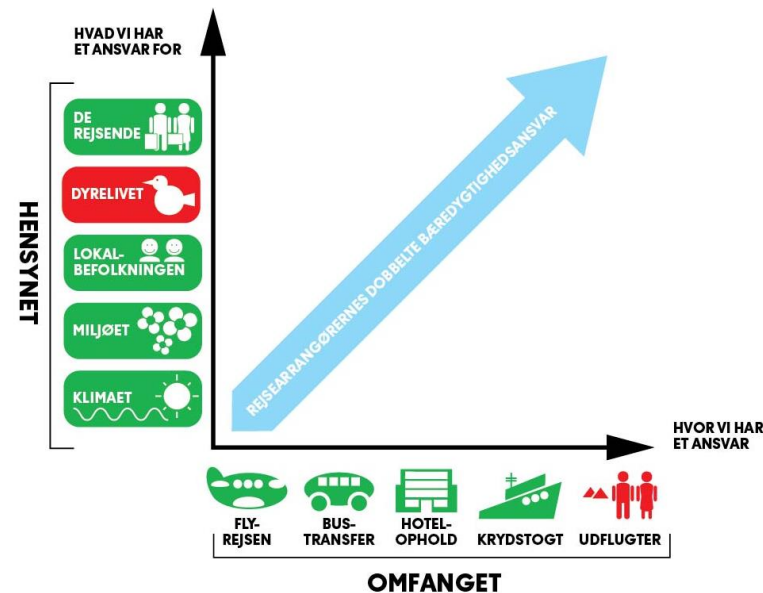 HVAD VI HAR
ET ANSVAR FOR
HENSYNET
DE
REJSENDE
DYRELIVET
LOKAL-
BEFOLKNINGEN
MILJØET
KLIMAET
REJSEARRANGØRERNES DOBBELTE BÆREDYGTIGHEDSANSVAR
HVOR VI HAR
ET ANSVAR
FLY-
REJSEN
BUS-
TRANSFER
HOTEL-
OPHOLD
KRYDSTOGT
UDFLUGTER
OMFANGET